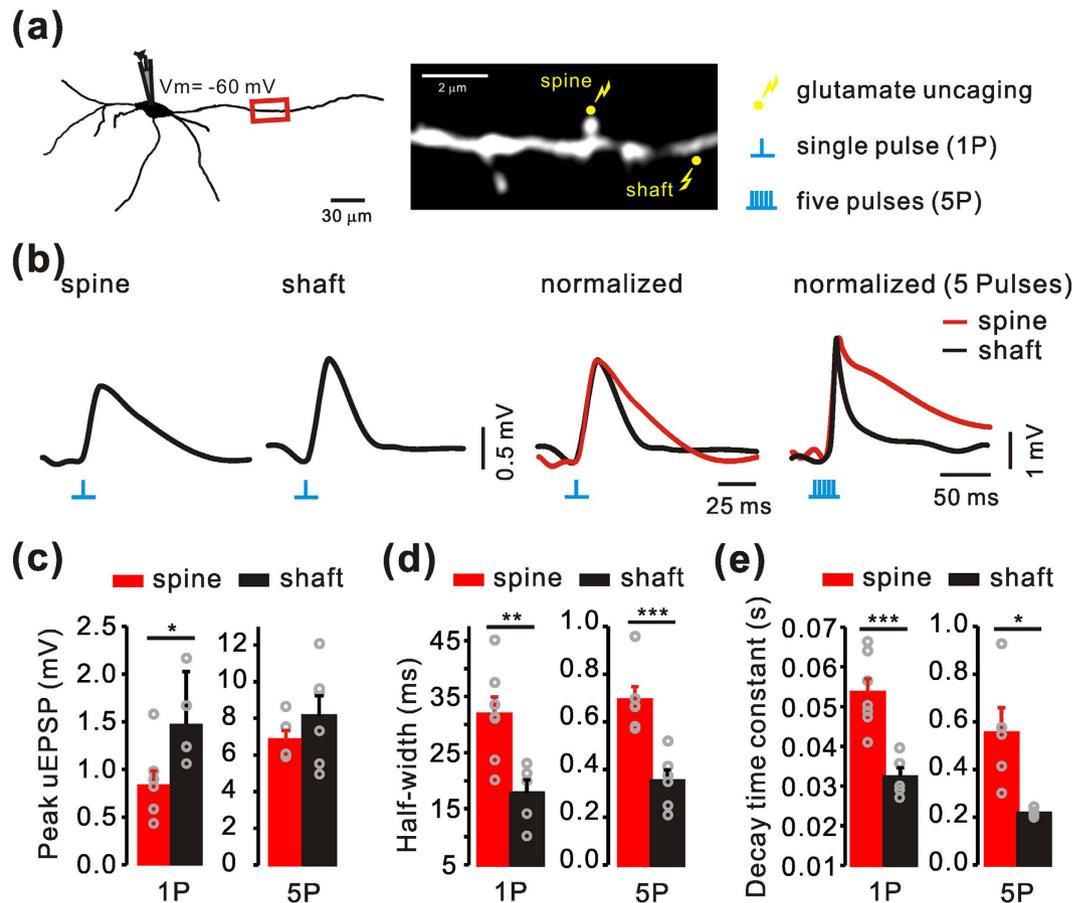 (a)
Vm= -60 mV
30 μm
2 μm
spine
shaft
glutamate uncaging
single pulse (1P)
five pulses (5P)
(b)
spine
shaft
normalized
normalized (5 Pulses)
spine
shaft
0.5 mV
25 ms
1 mV
50 ms
(c)
spine shaft
Peak uEPSP (mV)
2.5
2.0
1.5
1.0
0.5
0.0
*
1P
12
10
8
6
4
2
0
5P
(d)
spine shaft
Half-width (ms)
45
35
25
15
5
**
1P
1.0
0.8
0.6
0.4
0.2
0.0
***
5P
(e)
spine shaft
Decay time constant (s)
0.07
0.06
0.05
0.04
0.03
0.02
0.01
***
1P
1.0
0.8
0.6
0.4
0.2
0.0
*
5P